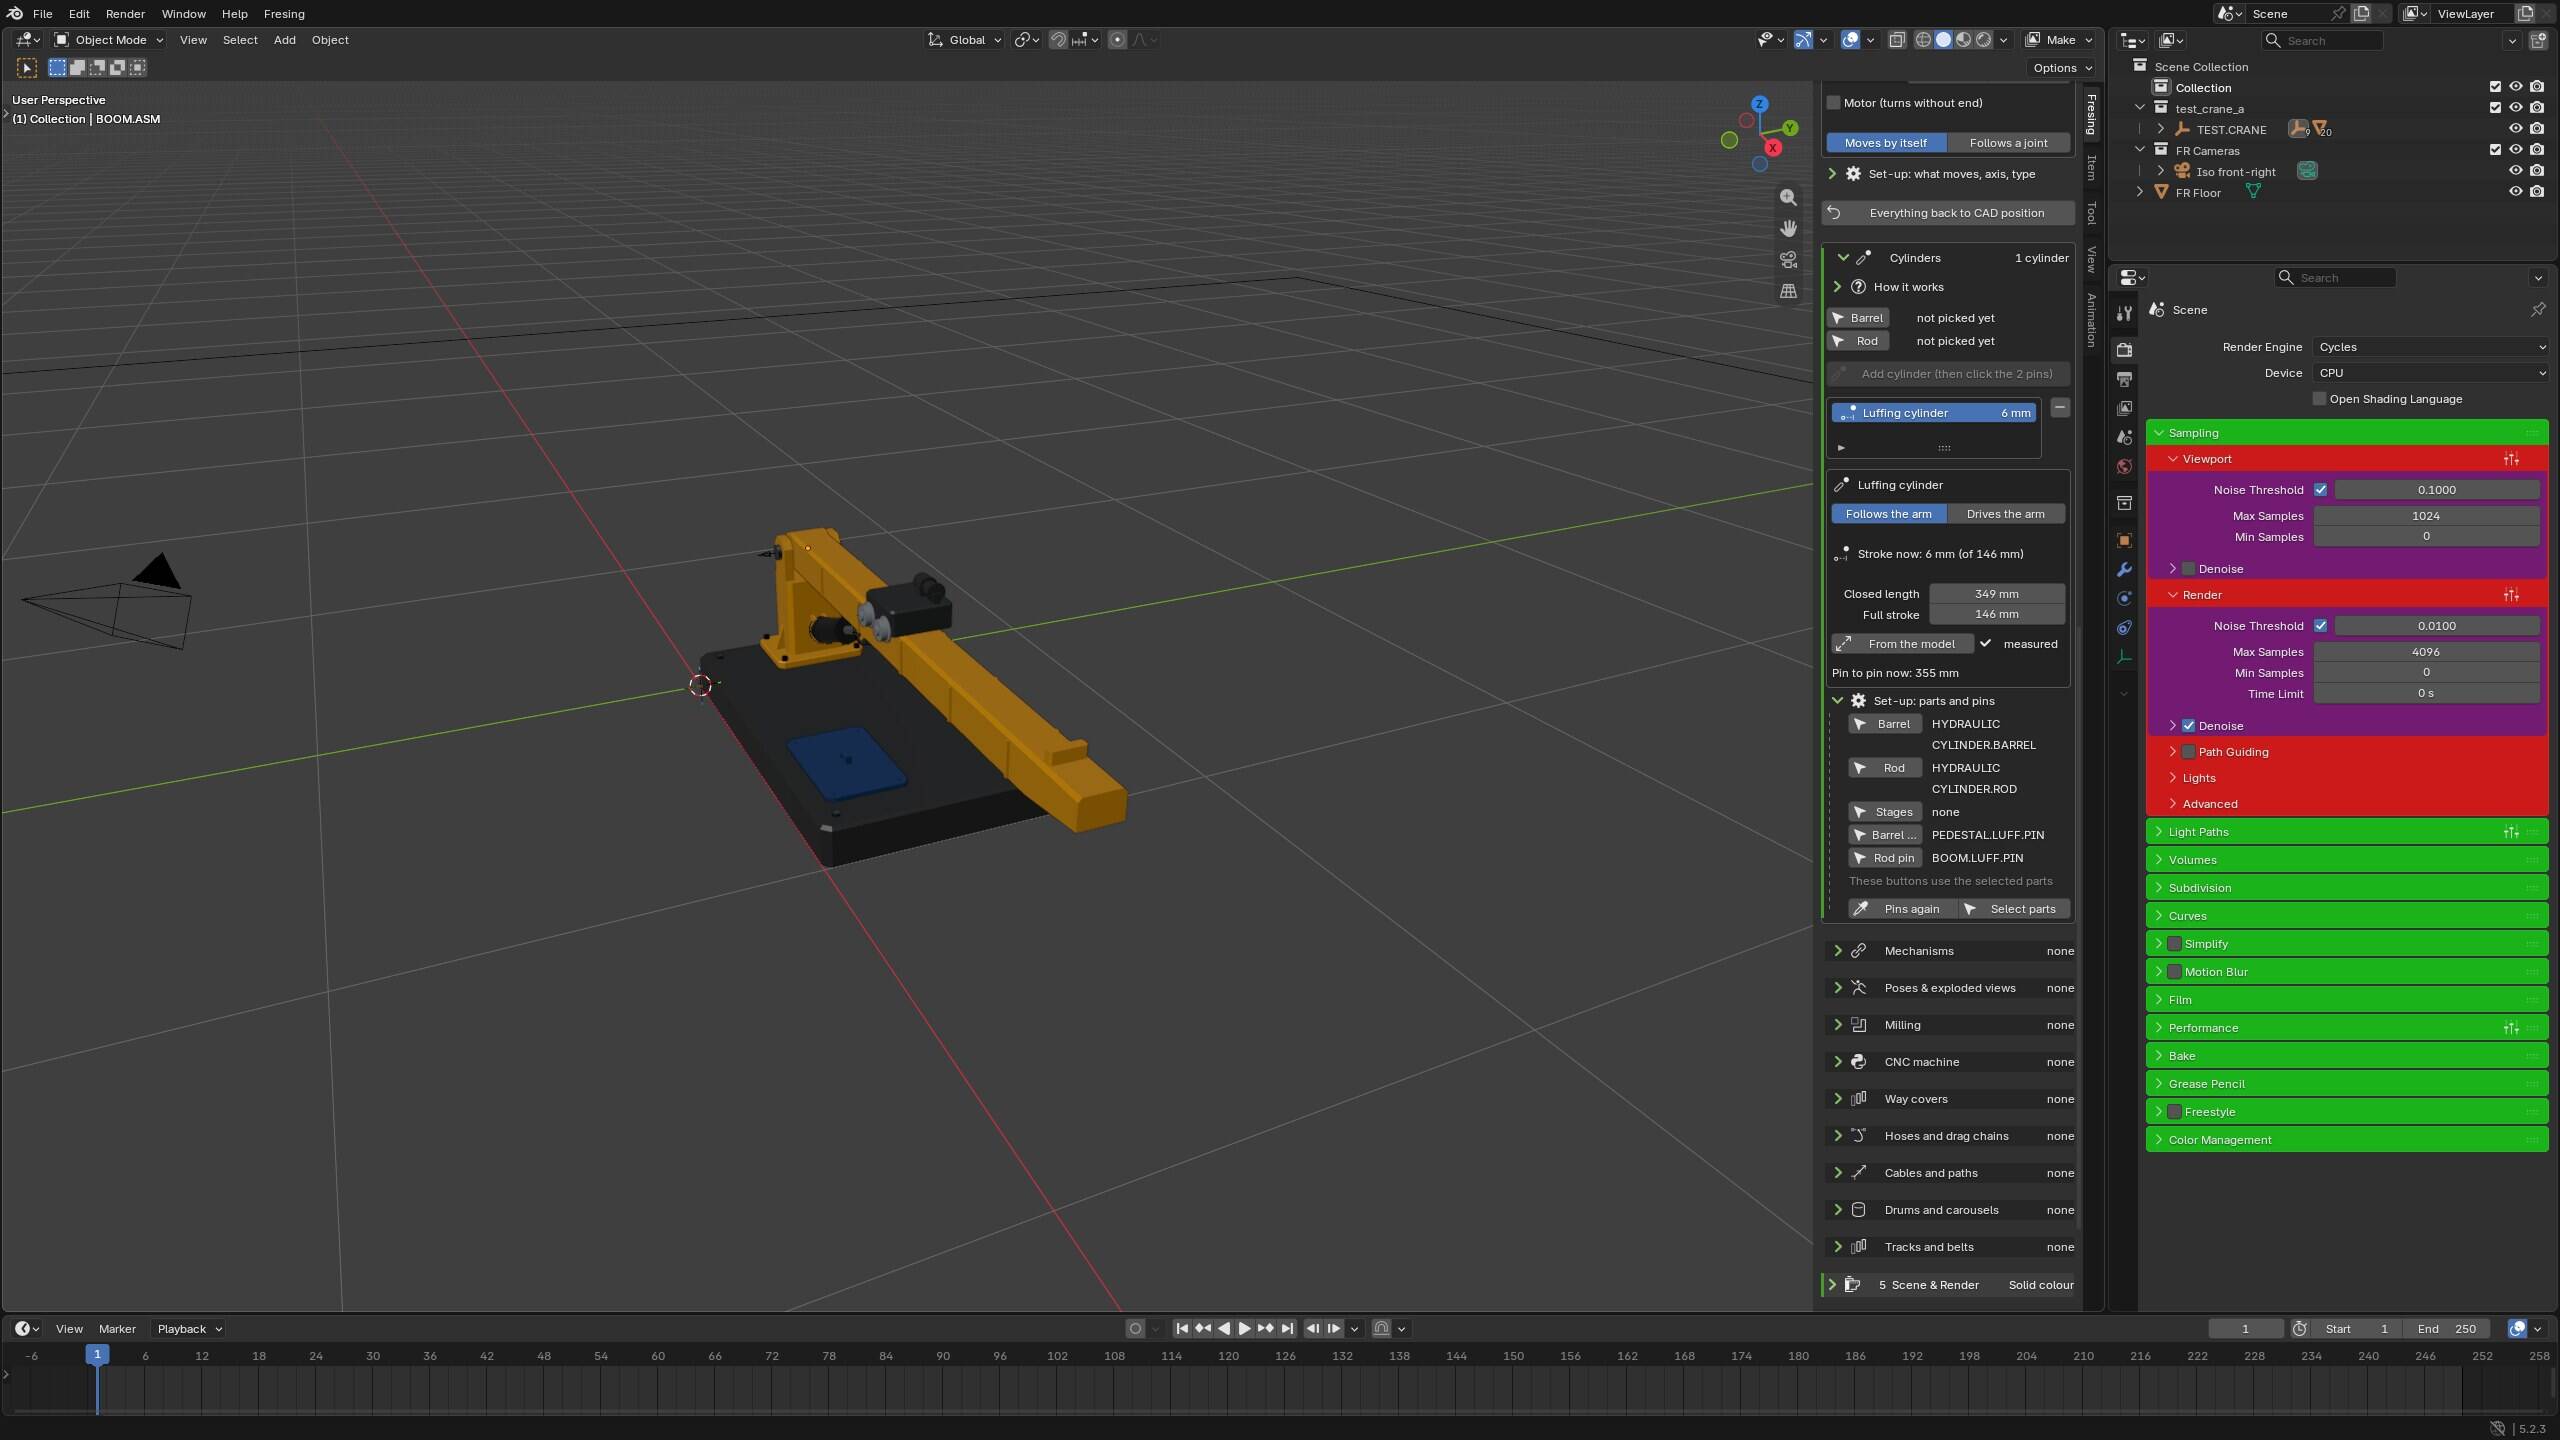 File Edit Render Window Help Fresing
Scene
ViewLayer
Object Mode View Select Add Object
Global
Make
Search
Options
User Perspective
(1) Collection | BOOM.ASM
Z
Y
X
Motor (turns without end)
Moves by itself Follows a joint
Set-up: what moves, axis, type
Everything back to CAD position
Cylinders 1 cylinder
How it works
Barrel not picked yet
Rod not picked yet
Add cylinder (then click the 2 pins)
Luffing cylinder 6 mm
Luffing cylinder
Follows the arm Drives the arm
Stroke now: 6 mm (of 146 mm)
Closed length 349 mm
Full stroke 146 mm
From the model measured
Pin to pin now: 355 mm
Set-up: parts and pins
Barrel HYDRAULIC
CYLINDER.BARREL
Rod HYDRAULIC
CYLINDER.ROD
Stages none
Barrel ... PEDESTAL.LUFF.PIN
Rod pin BOOM.LUFF.PIN
These buttons use the selected parts
Pins again Select parts
Mechanisms none
Poses & exploded views none
Milling none
CNC machine none
Way covers none
Hoses and drag chains none
Cables and paths none
Drums and carousels none
Tracks and belts none
5 Scene & Render Solid colour
Fresing
Item
Tool
View
Animation
Scene Collection
Collection
test_crane_a
TEST.CRANE 9 20
FR Cameras
Iso front-right
FR Floor
Search
Scene
Render Engine Cycles
Device CPU
Open Shading Language
Sampling
Viewport
Noise Threshold 0.1000
Max Samples 1024
Min Samples 0
Denoise
Render
Noise Threshold 0.0100
Max Samples 4096
Min Samples 0
Time Limit 0 s
Denoise
Path Guiding
Lights
Advanced
Light Paths
Volumes
Subdivision
Curves
Simplify
Motion Blur
Film
Performance
Bake
Grease Pencil
Freestyle
Color Management
View Marker Playback
1 Start 1 End 250
-6 1 6 12 18 24 30 36 42 48 54 60 66 72 78 84 90 96 102 108 114 120 126 132 138 144 150 156 162 168 174 180 186 192 198 204 210 216 222 228 234 240 246 252 258
5.2.3